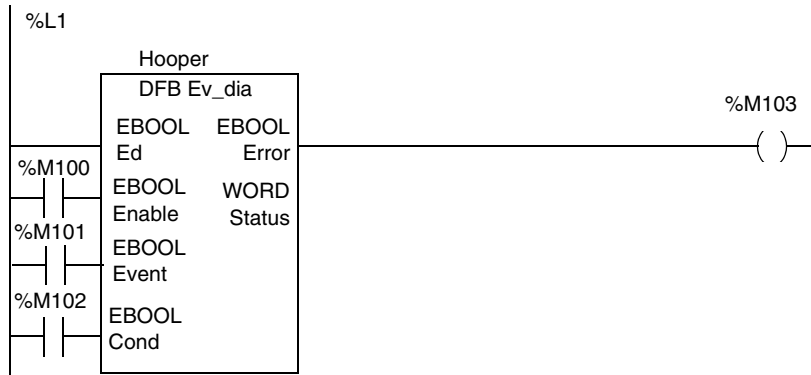 %L1
Hooper
DFB Ev_dia
%M103
EBOOL EBOOL
Ed Error
%M100
EBOOL WORD
Enable Status
%M101
EBOOL
Event
%M102
EBOOL
Cond